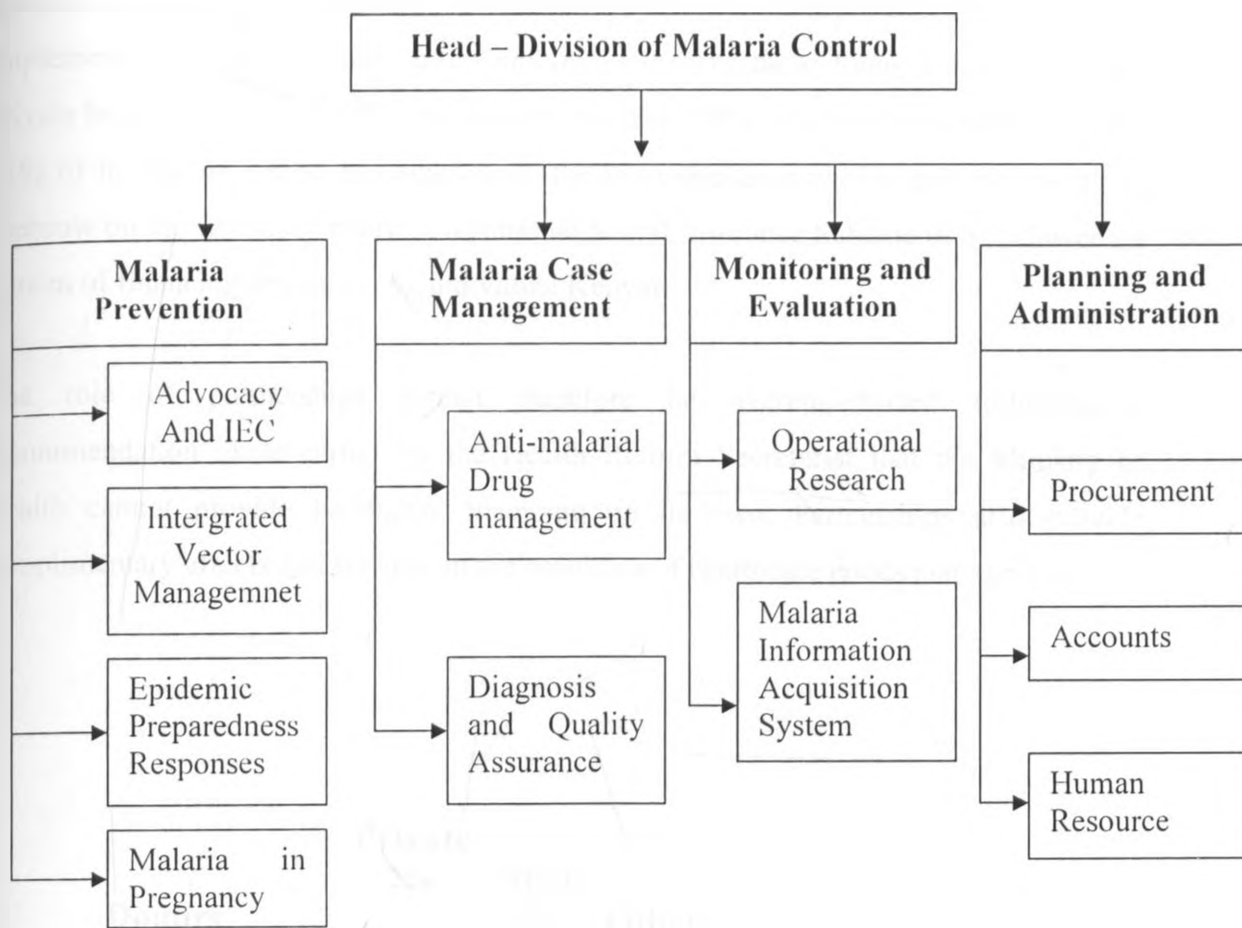 Head – Division of Malaria Control
Malaria
Prevention
Advocacy
And IEC
Intergrated
Vector
Managemnet
Epidemic
Preparedness
Responses
Malaria in
Pregnancy
Malaria Case
Management
Anti-malarial
Drug
management
Diagnosis
and Quality
Assurance
Monitoring and
Evaluation
Operational
Research
Malaria
Information
Acquisition
System
Planning and
Administration
Procurement
Accounts
Human
Resource